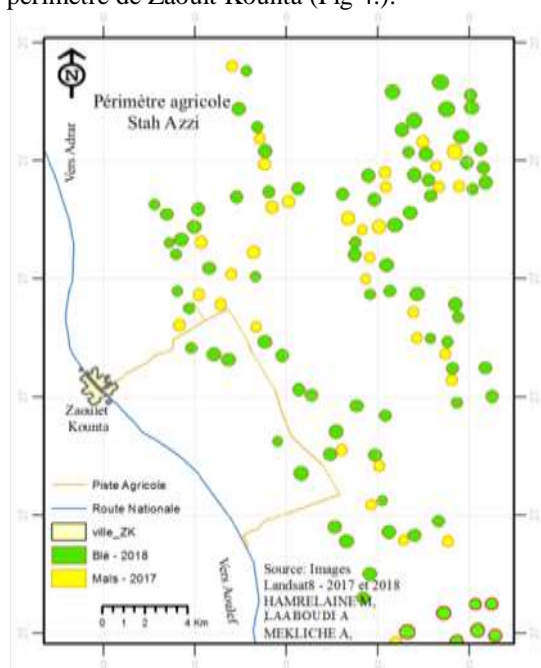 périmètre de Zaouit Kounta (Fig 4.).
N
Périmètre agricole
Stah Azzi
Vers Adrar
Zaouiet
Kounta
Piste Agricole
Route Nationale
ville_ZK
Blé - 2018
Maïs - 2017
0 1 2 4 Km
Vers Aoulef
Source: Images
Landsat8 - 2017 et 2018
HAMRELAINE M,
LAABOUDI A
MEKLICHE A,